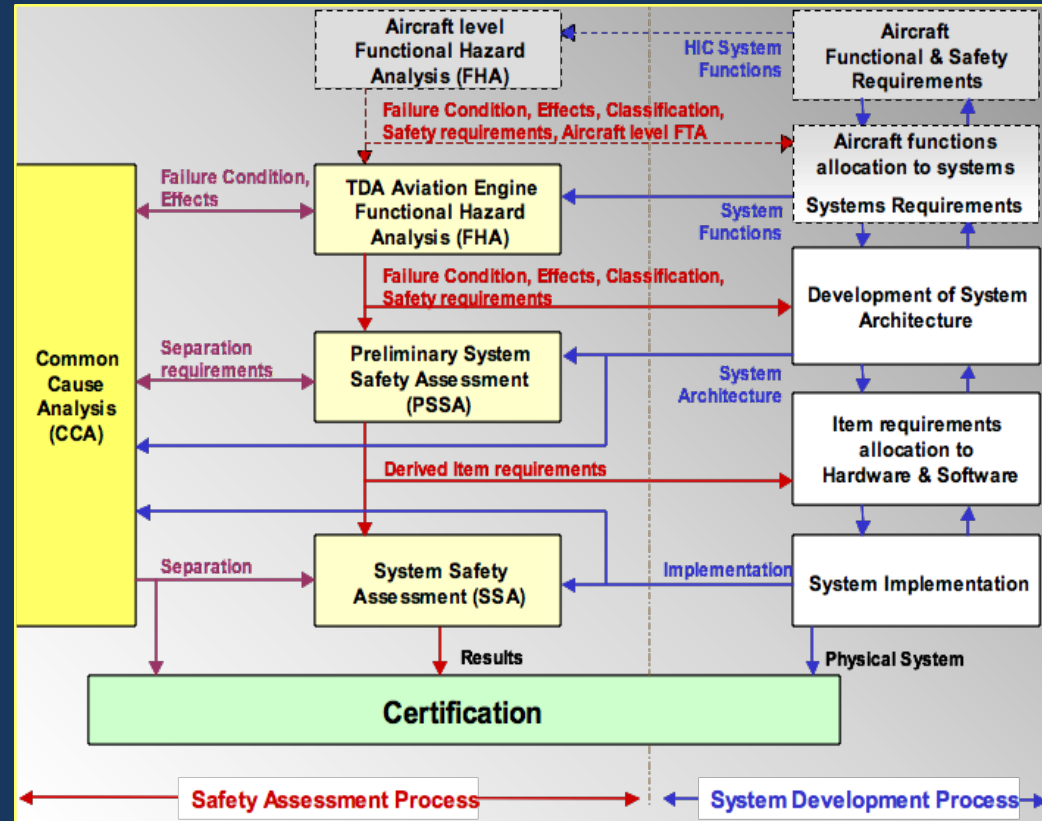 Aircraft level
Functional Hazard
Analysis (FHA)
HIC System
Functions
Aircraft
Functional & Safety
Requirements
Failure Condition, Effects, Classification,
Safety requirements, Aircraft level FTA
Aircraft functions
allocation to systems
Systems Requirements
Failure Condition,
Effects
TDA Aviation Engine
Functional Hazard
Analysis (FHA)
System
Functions
Failure Condition, Effects, Classification,
Safety requirements
Development of System
Architecture
Common
Cause
Analysis
(CCA)
Separation
requirements
Preliminary System
Safety Assessment
(PSSA)
System
Architecture
Item requirements
allocation to
Hardware & Software
Derived Item requirements
Separation
System Safety
Assessment (SSA)
Implementation
System Implementation
Results
Physical System
Certification
Safety Assessment Process
System Development Process